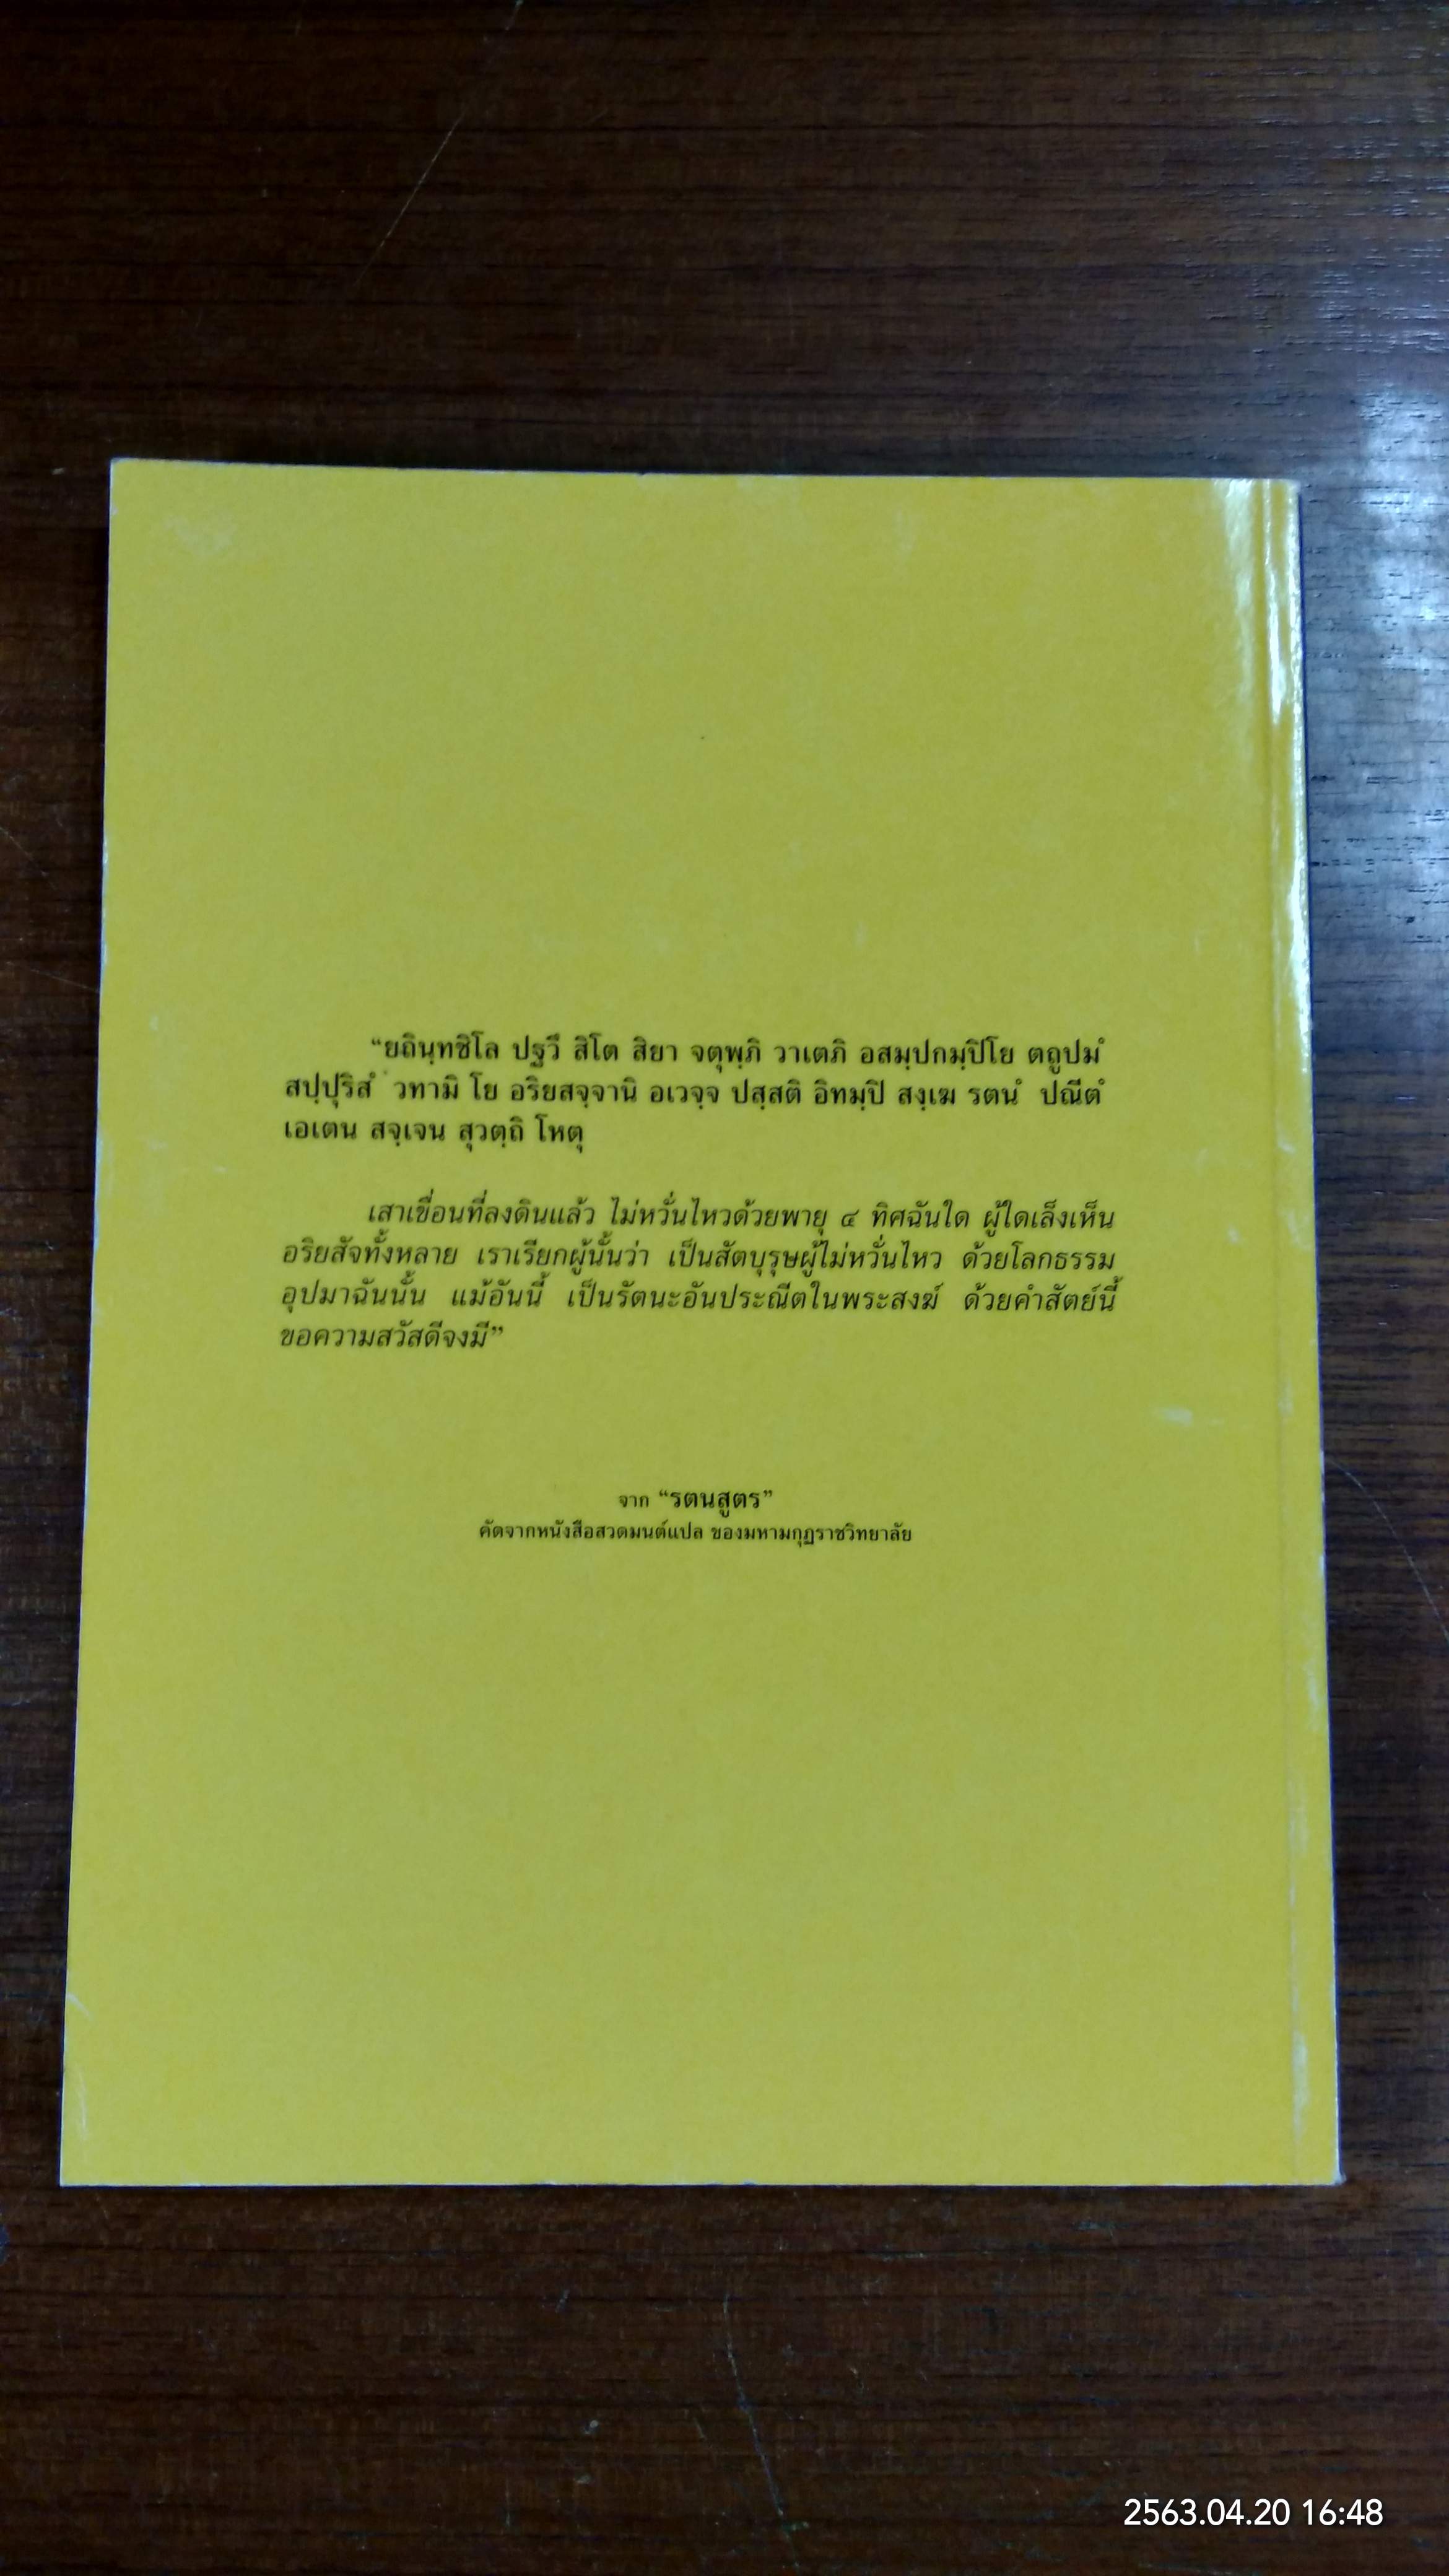 “ยถินฺทซิโล ปฐวึ สิโต สิยา จตุพฺภิ วาเตภิ อสมฺปกมฺปิโย ตถูปมํ
สปฺปุริสํ วทามิ โย อริยสจฺจานิ อเวจฺจ ปสฺสติ อิทมฺปิ สงฺเฆ รตนํ ปณีตํ
เอเตน สจฺเจน สุวตฺถิ โหตุ
เสาเขื่อนที่ลงดินแล้ว ไม่หวั่นไหวด้วยพายุ ๔ ทิศฉันใด ผู้ใดเล็งเห็น
อริยสัจทั้งหลาย เราเรียกผู้นั้นว่า เป็นสัตบุรุษผู้ไม่หวั่นไหว ด้วยโลกธรรม
อุปมาฉันนั้น แม้อันนี้ เป็นรัตนะอันประณีตในพระสงฆ์ ด้วยคำสัตย์นี้
ขอความสวัสดีจงมี”
จาก “รตนสูตร”
คัดจากหนังสือสวดมนต์แปล ของมหามกุฏราชวิทยาลัย
2563.04.20 16:48